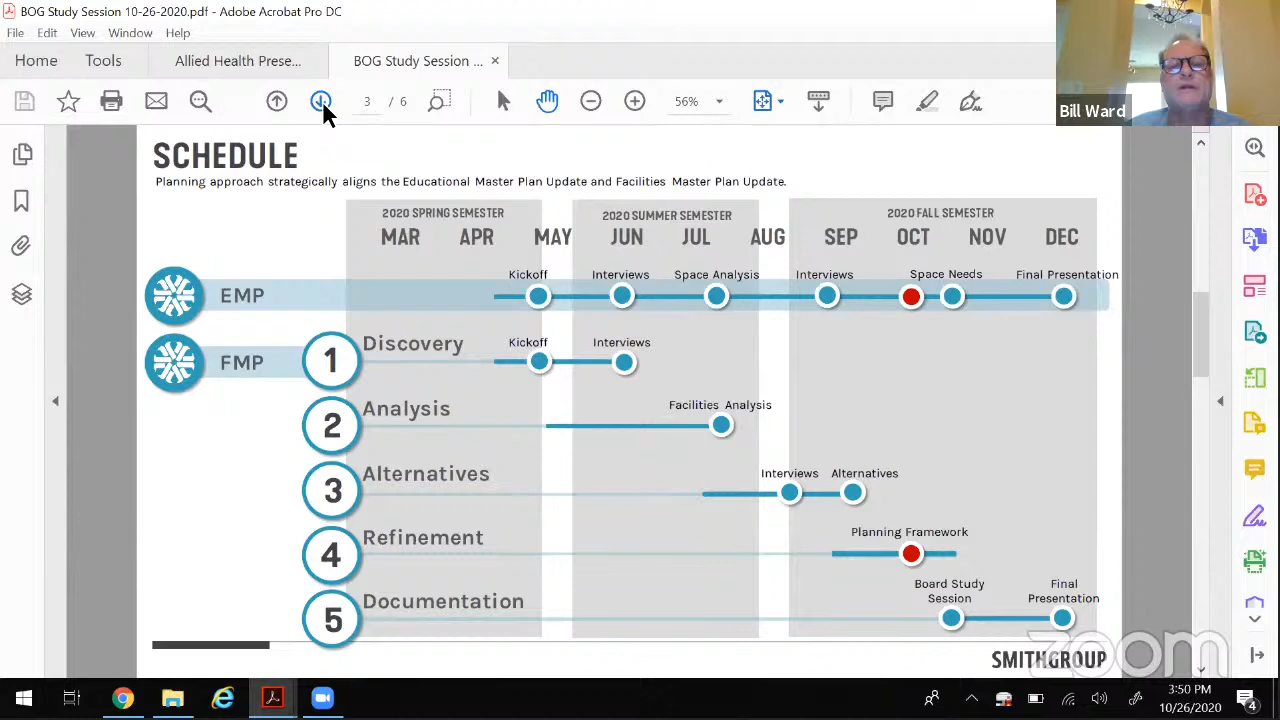 BOG Study Session 10-26-2020.pdf - Adobe Acrobat Pro DC
File Edit View Window Help
Home Tools Allied Health Prese... BOG Study Session ... ×
3 / 6 56%
Bill Ward
SCHEDULE
Planning approach strategically aligns the Educational Master Plan Update and Facilities Master Plan Update.
2020 SPRING SEMESTER 2020 SUMMER SEMESTER 2020 FALL SEMESTER
MAR APR MAY JUN JUL AUG SEP OCT NOV DEC
Kickoff Interviews Space Analysis Interviews Space Needs Final Presentation
EMP
FMP 1 Discovery Kickoff Interviews
2 Analysis Facilities Analysis
3 Alternatives Interviews Alternatives
4 Refinement Planning Framework
5 Documentation Board Study Final
Session Presentation
SMITHGROUP
zoom
3:50 PM
10/26/2020
4